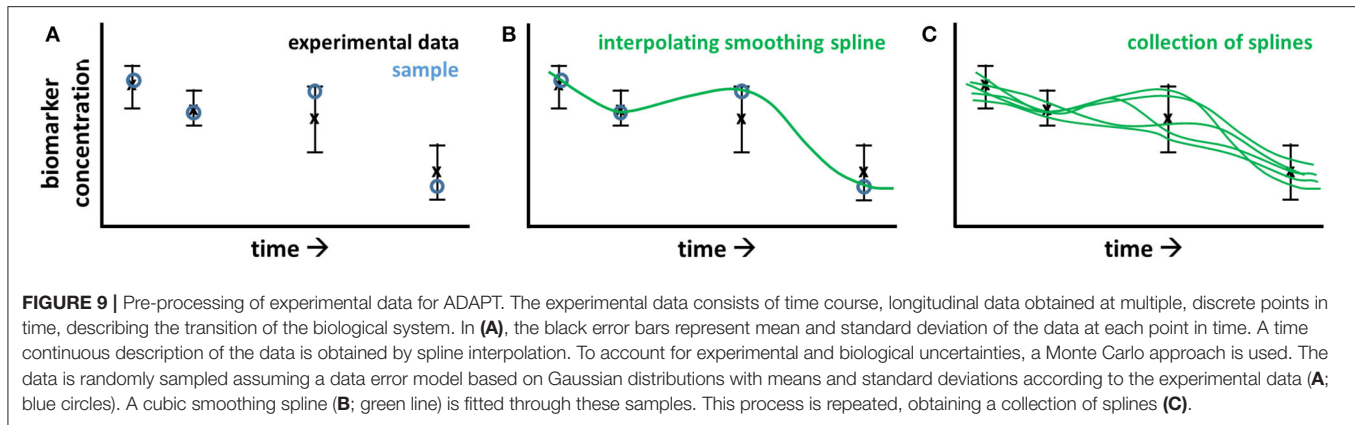 A
experimental data
sample
biomarker
concentration
time →
B
interpolating smoothing spline
time →
C
collection of splines
time →
FIGURE 9 | Pre-processing of experimental data for ADAPT. The experimental data consists of time course, longitudinal data obtained at multiple, discrete points in
time, describing the transition of the biological system. In (A), the black error bars represent mean and standard deviation of the data at each point in time. A time
continuous description of the data is obtained by spline interpolation. To account for experimental and biological uncertainties, a Monte Carlo approach is used. The
data is randomly sampled assuming a data error model based on Gaussian distributions with means and standard deviations according to the experimental data (A;
blue circles). A cubic smoothing spline (B; green line) is fitted through these samples. This process is repeated, obtaining a collection of splines (C).